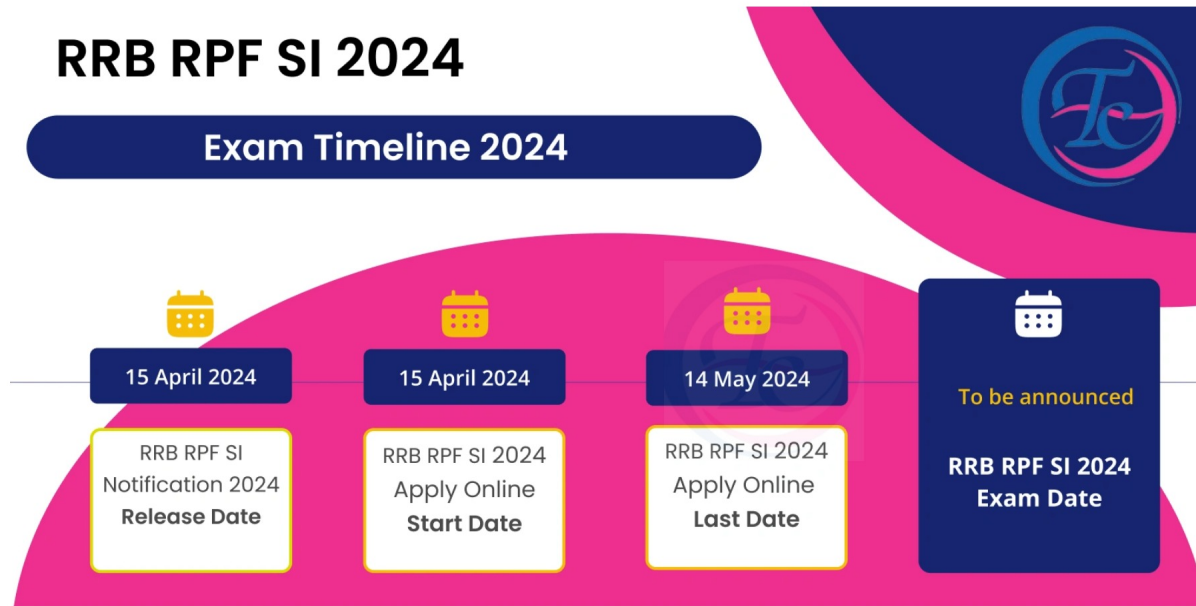 RRB RPF SI 2024
Exam Timeline 2024
Tc
15 April 2024
RRB RPF SI
Notification 2024
Release Date
15 April 2024
RRB RPF SI 2024
Apply Online
Start Date
14 May 2024
RRB RPF SI 2024
Apply Online
Last Date
To be announced
RRB RPF SI 2024
Exam Date